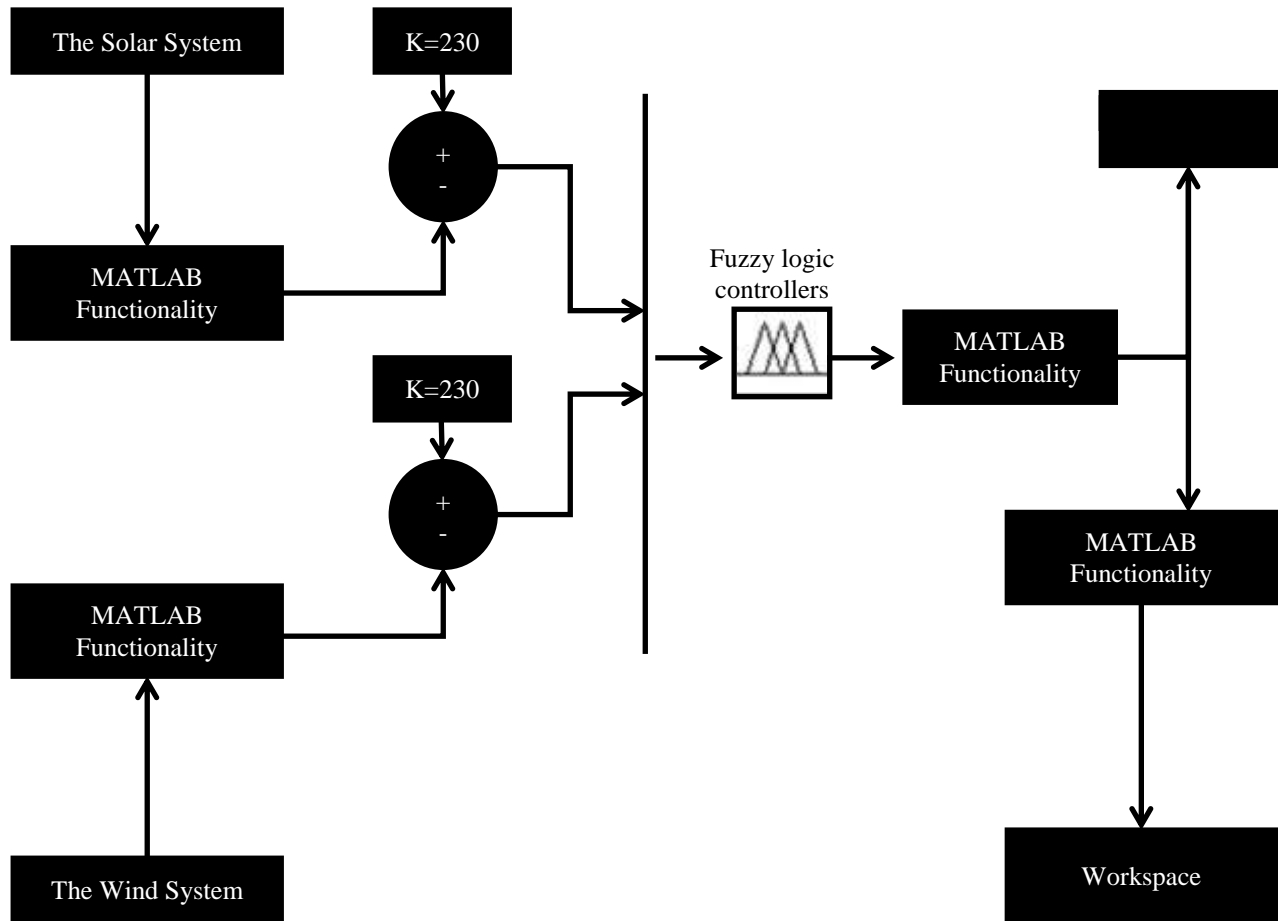 The Solar System
K=230
+
-
MATLAB
Functionality
Fuzzy logic
controllers
MATLAB
Functionality
K=230
+
-
MATLAB
Functionality
MATLAB
Functionality
The Wind System
Workspace